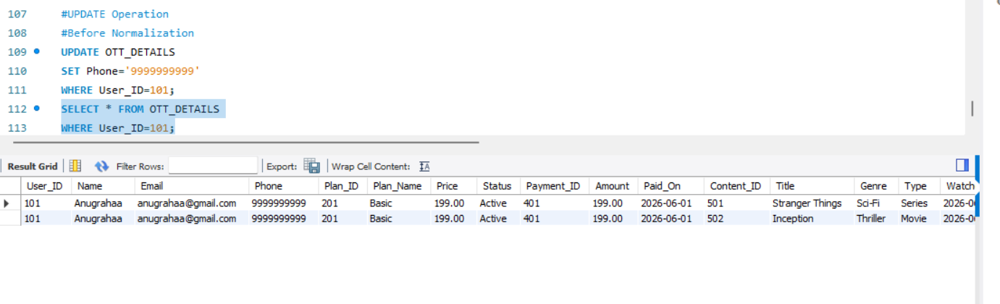 107 #UPDATE Operation
108 #Before Normalization
109 UPDATE OTT_DETAILS
110 SET Phone='9999999999'
111 WHERE User_ID=101;
112 SELECT * FROM OTT_DETAILS
113 WHERE User_ID=101;
Result Grid Filter Rows: Export: Wrap Cell Content: IA
User_ID Name Email Phone Plan_ID Plan_Name Price Status Payment_ID Amount Paid_On Content_ID Title Genre Type Watch
101 Anugrahaa anugrahaa@gmail.com 9999999999 201 Basic 199.00 Active 401 199.00 2026-06-01 501 Stranger Things Sci-Fi Series 2026-0
101 Anugrahaa anugrahaa@gmail.com 9999999999 201 Basic 199.00 Active 401 199.00 2026-06-01 502 Inception Thriller Movie 2026-0